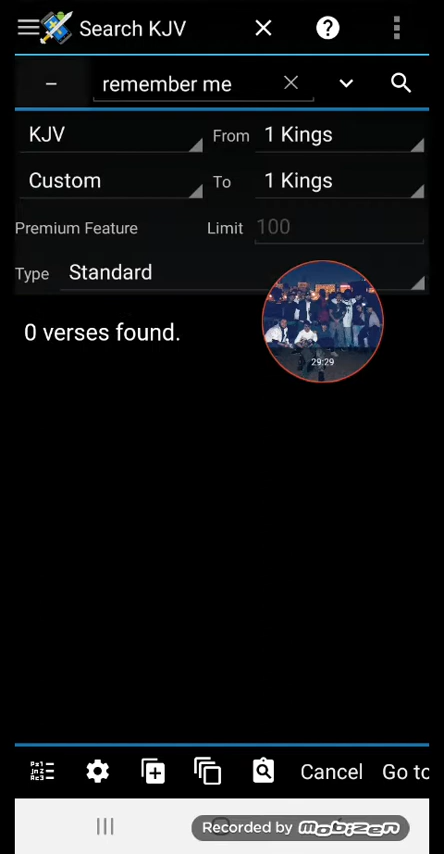 Search KJV
remember me
KJV From 1 Kings
Custom To 1 Kings
Premium Feature Limit 100
Type Standard
0 verses found.
29:29
Cancel Go to
Recorded by Mobizen